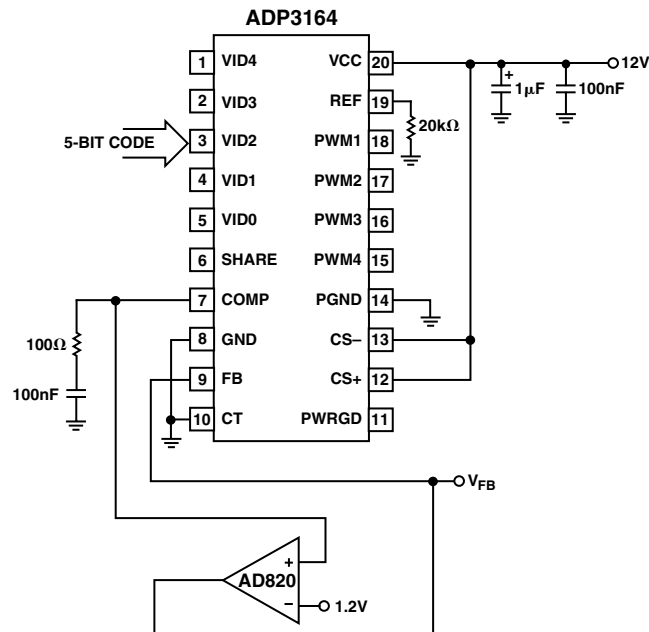 ADP3164
1 VID4 VCC 20 12V
2 VID3 REF 19 + 1μF 100nF
5-BIT CODE 3 VID2 PWM1 18 20kΩ
4 VID1 PWM2 17
5 VID0 PWM3 16
6 SHARE PWM4 15
7 COMP PGND 14
100Ω 8 GND CS– 13
100nF 9 FB CS+ 12
10 CT PWRGD 11
VFB
+
AD820
– 1.2V